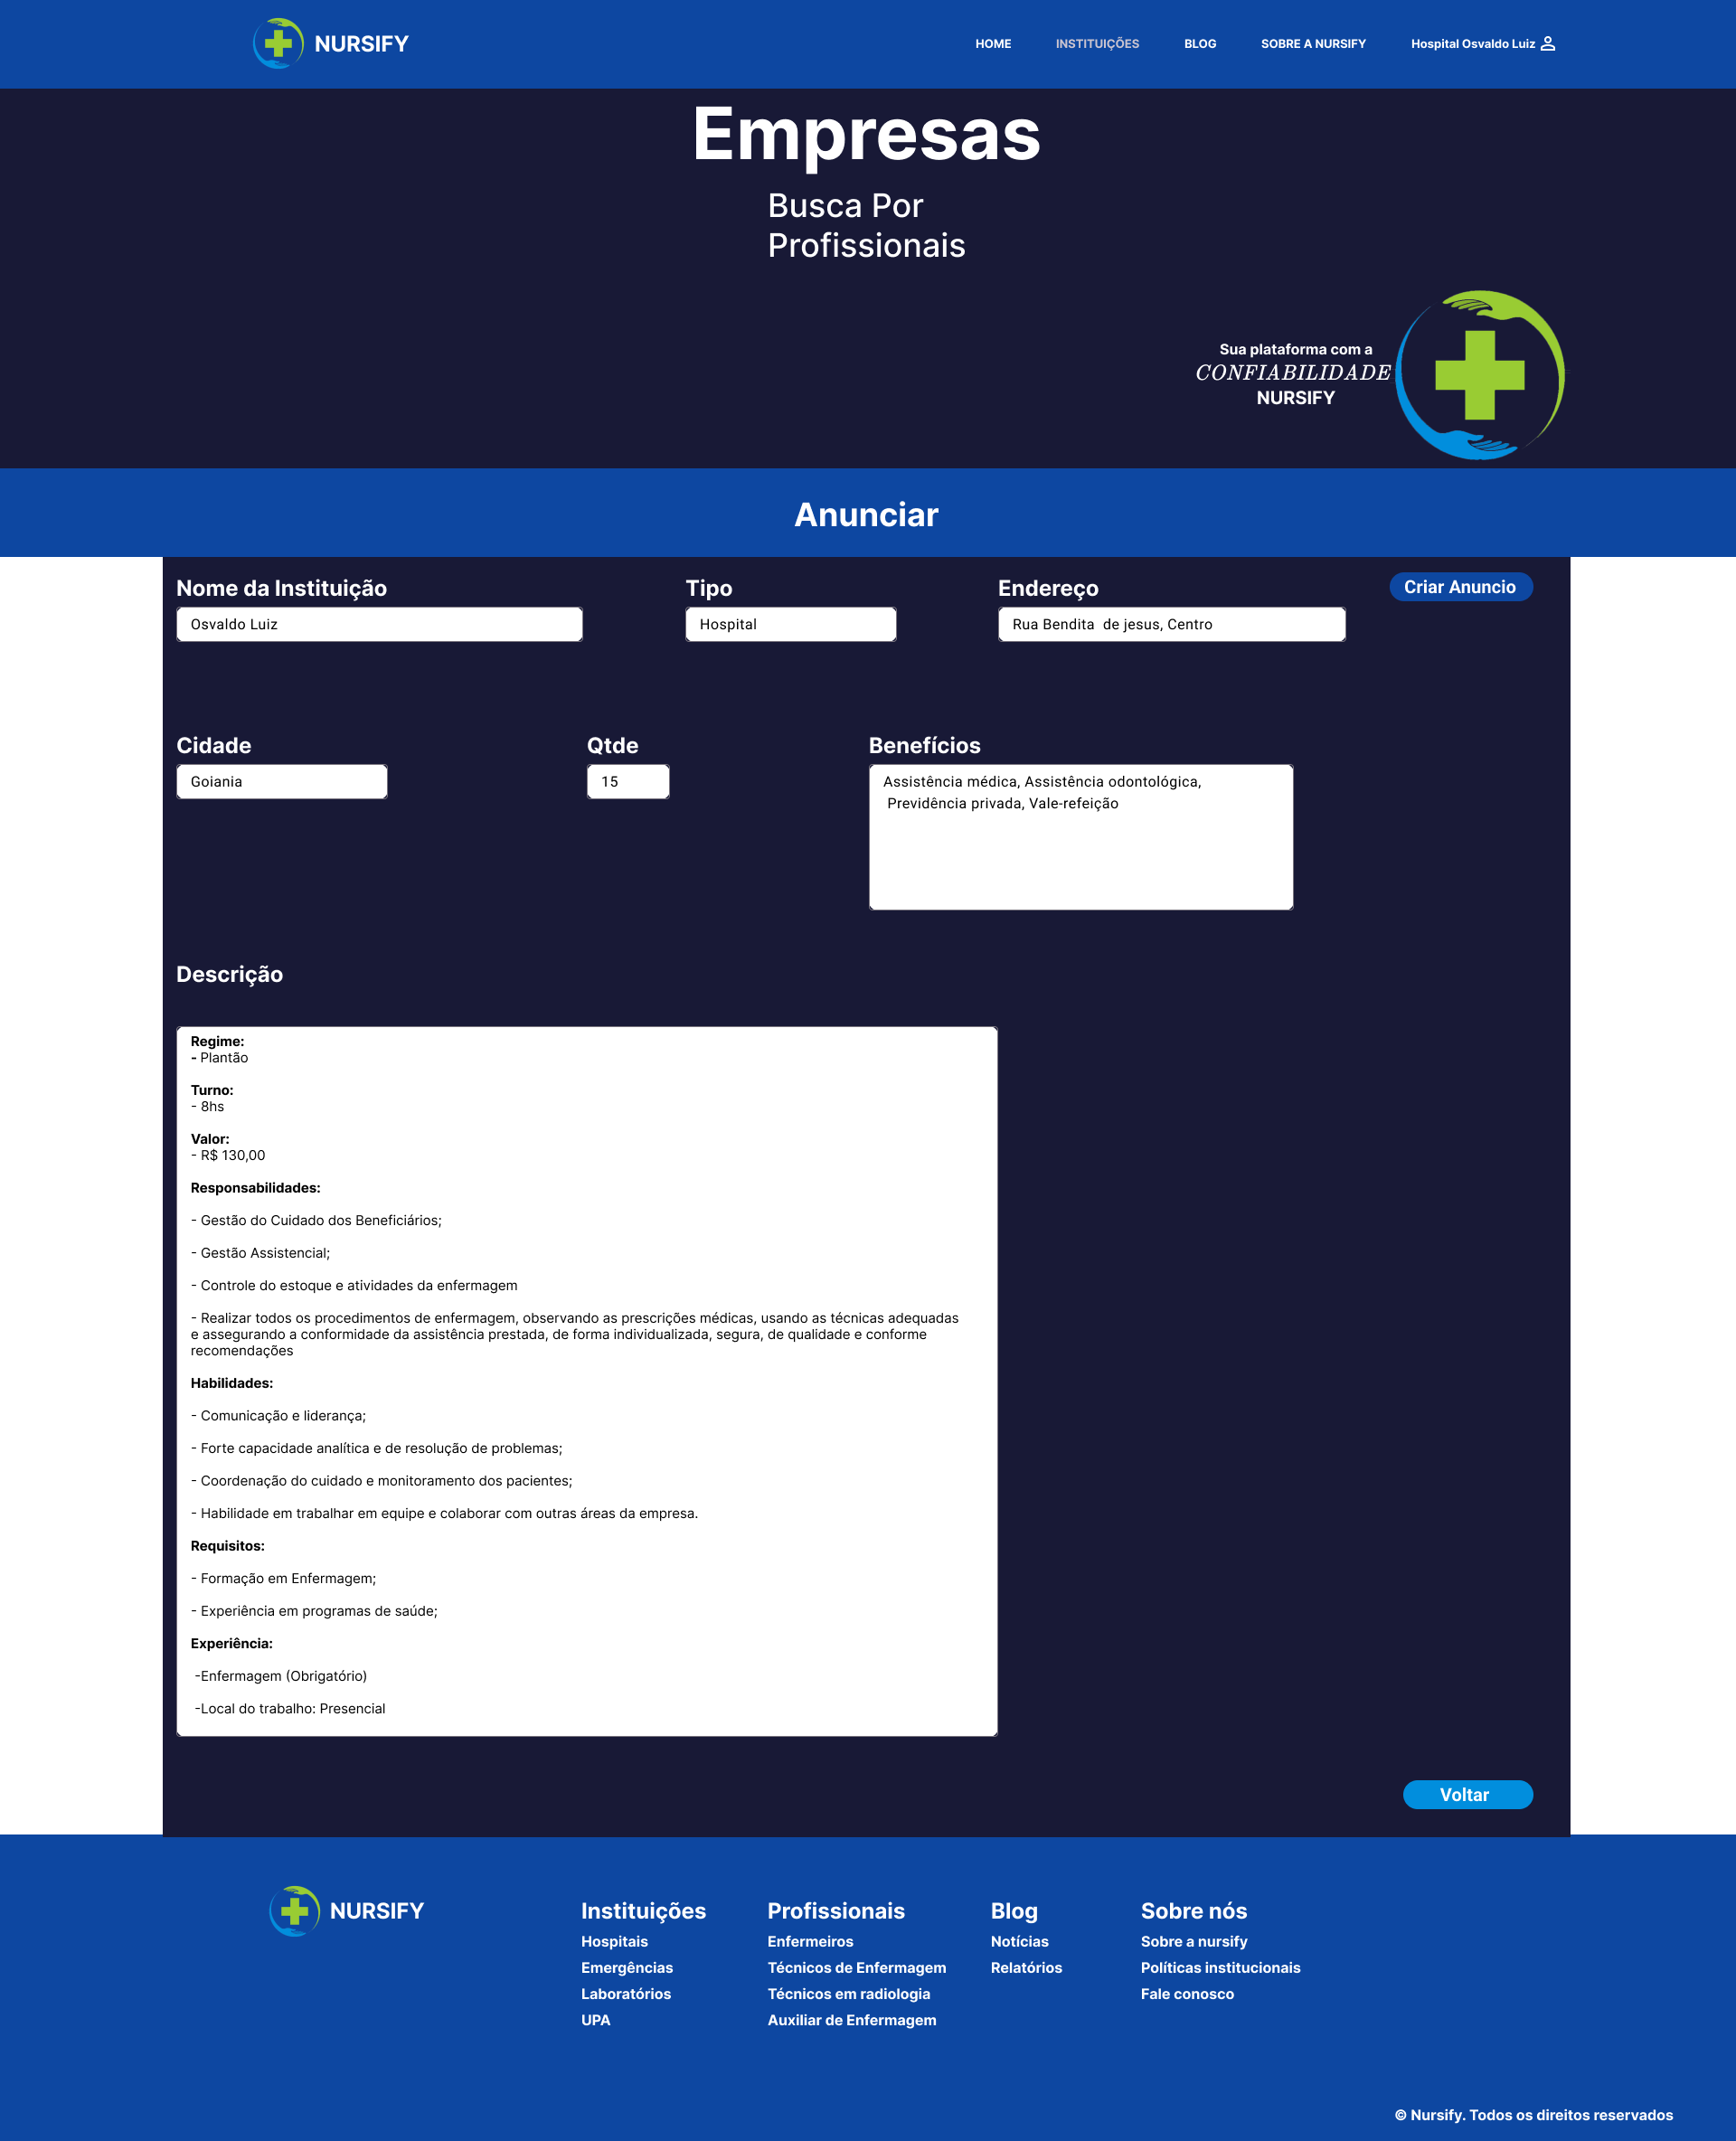 NURSIFY
HOME
INSTITUIÇÕES
BLOG
SOBRE A NURSIFY
Hospital Osvaldo Luiz
Empresas
Busca Por
Profissionais
Sua plataforma com a
CONFIABILIDADE
NURSIFY
Anunciar
Nome da Instituição
Tipo
Endereço
Criar Anuncio
Osvaldo Luiz
Hospital
Rua Bendita  de jesus, Centro
Cidade
Qtde
Benefícios
Goiania
15
Assistência médica, Assistência odontológica,
Previdência privada, Vale-refeição
Descrição
Regime:
- Plantão
Turno:
- 8hs
Valor:
- R$ 130,00
Responsabilidades:
- Gestão do Cuidado dos Beneficiários;
- Gestão Assistencial;
- Controle do estoque e atividades da enfermagem
- Realizar todos os procedimentos de enfermagem, observando as prescrições médicas, usando as técnicas adequadas
e assegurando a conformidade da assistência prestada, de forma individualizada, segura, de qualidade e conforme
recomendações
Habilidades:
- Comunicação e liderança;
- Forte capacidade analítica e de resolução de problemas;
- Coordenação do cuidado e monitoramento dos pacientes;
- Habilidade em trabalhar em equipe e colaborar com outras áreas da empresa.
Requisitos:
- Formação em Enfermagem;
- Experiência em programas de saúde;
Experiência:
-Enfermagem (Obrigatório)
-Local do trabalho: Presencial
Voltar
NURSIFY
Instituições
Hospitais
Emergências
Laboratórios
UPA
Profissionais
Enfermeiros
Técnicos de Enfermagem
Técnicos em radiologia
Auxiliar de Enfermagem
Blog
Notícias
Relatórios
Sobre nós
Sobre a nursify
Políticas institucionais
Fale conosco
© Nursify. Todos os direitos reservados